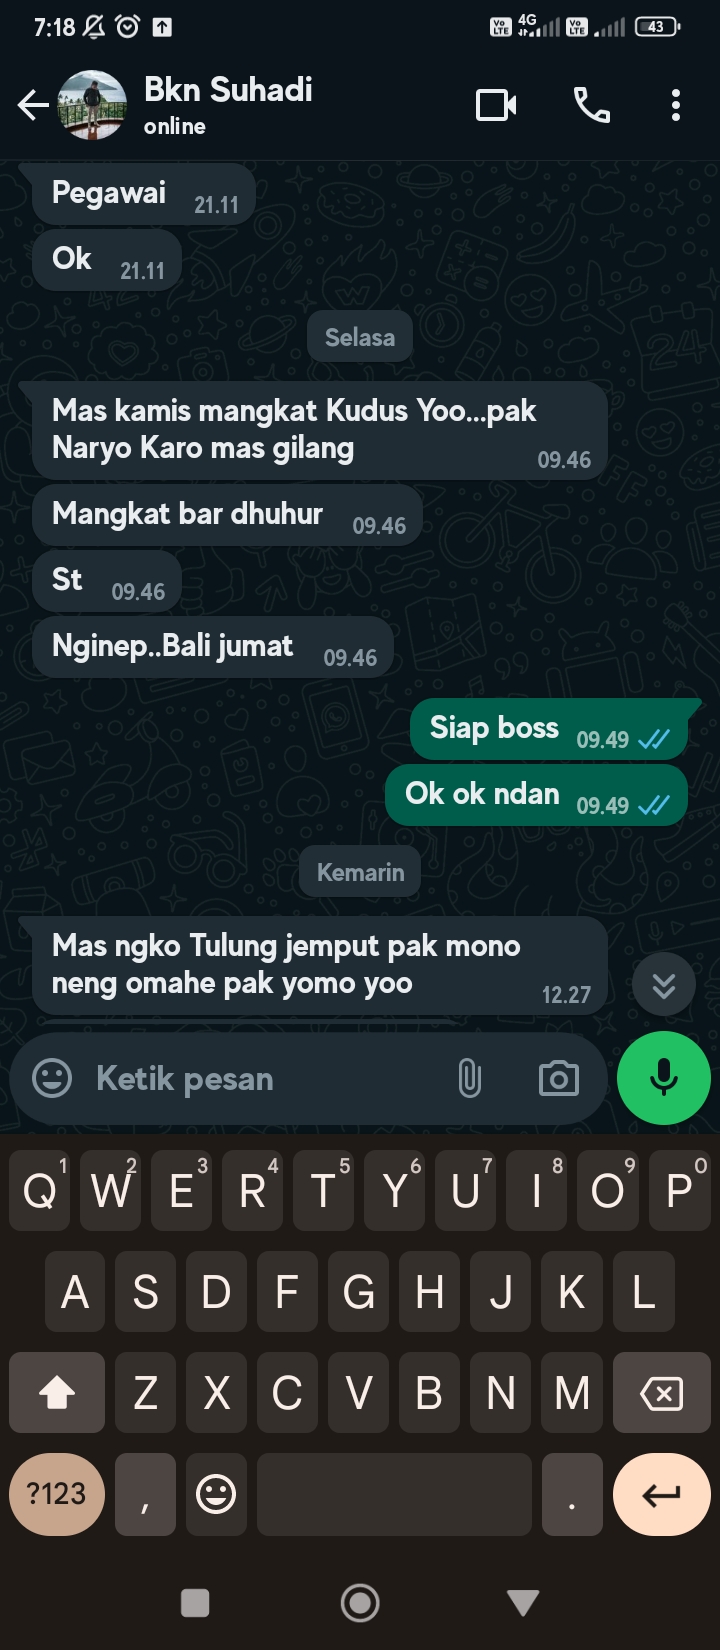 7:18
Vo LTE 4G Vo LTE 43
Bkn Suhadi
online
Pegawai 21.11
Ok 21.11
Selasa
Mas kamis mangkat Kudus Yoo...pak
Naryo Karo mas gilang 09.46
Mangkat bar dhuhur 09.46
St 09.46
Nginep..Bali jumat 09.46
Siap boss 09.49
Ok ok ndan 09.49
Kemarin
Mas ngko Tulung jemput pak mono
neng omahe pak yomo yoo 12.27
Ketik pesan
1 2 3 4 5 6 7 8 9 0
Q W E R T Y U I O P
A S D F G H J K L
Z X C V B N M
?123 , .